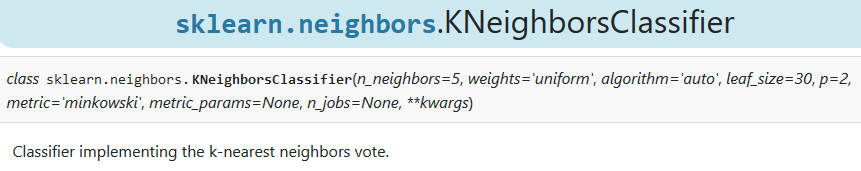 sklearn.neighbors.KNeighborsClassifier
class sklearn.neighbors.KNeighborsClassifier(n_neighbors=5, weights='uniform', algorithm='auto', leaf_size=30, p=2,
metric='minkowski', metric_params=None, n_jobs=None, **kwargs)
Classifier implementing the k-nearest neighbors vote.